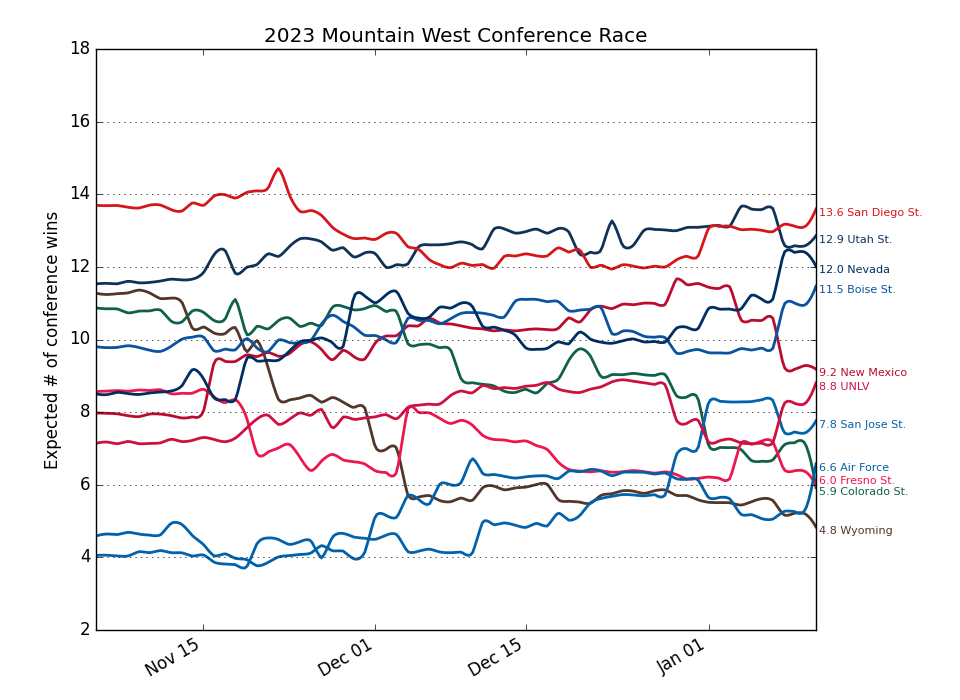 2023 Mountain West Conference Race
Expected # of conference wins
18
16
14
12
10
8
6
4
2
Nov 15
Dec 01
Dec 15
Jan 01
13.6 San Diego St.
12.9 Utah St.
12.0 Nevada
11.5 Boise St.
9.2 New Mexico
8.8 UNLV
7.8 San Jose St.
6.6 Air Force
6.0 Fresno St.
5.9 Colorado St.
4.8 Wyoming